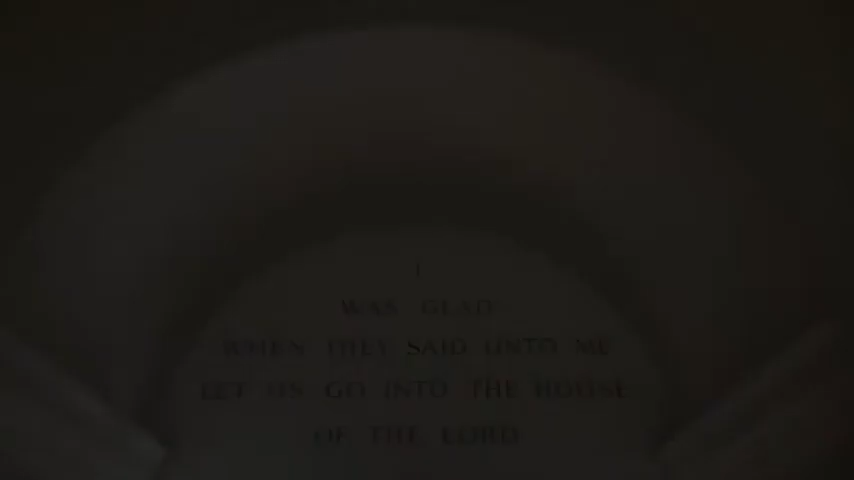 I
WAS GLAD
WHEN THEY SAID UNTO ME
LET US GO INTO THE HOUSE
OF THE LORD